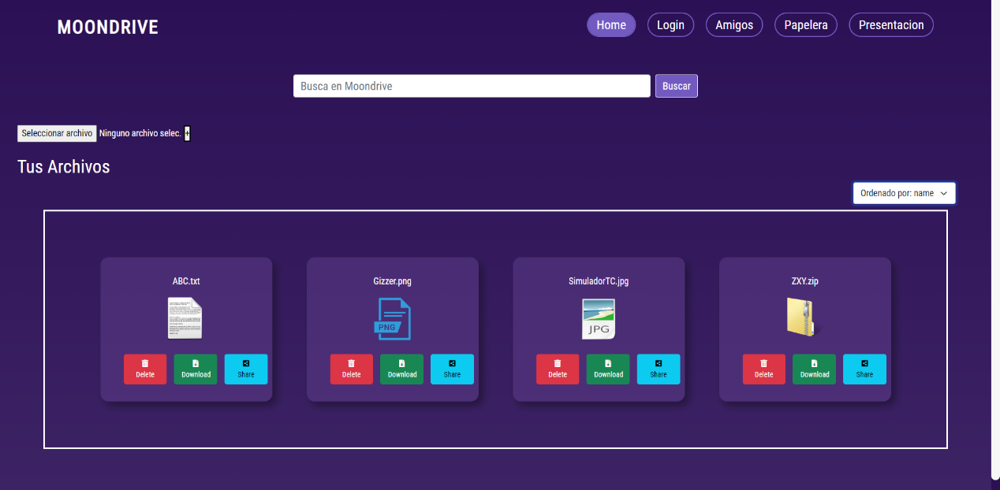 MOONDRIVE
Home Login Amigos Papelera Presentacion
Busca en Moondrive Buscar
Seleccionar archivo Ninguno archivo selec. +
Tus Archivos
Ordenado por: name
ABC.txt Gizzer.png SimuladorTC.jpg ZXY.zip
PNG JPG
Delete Download Share Delete Download Share Delete Download Share Delete Download Share